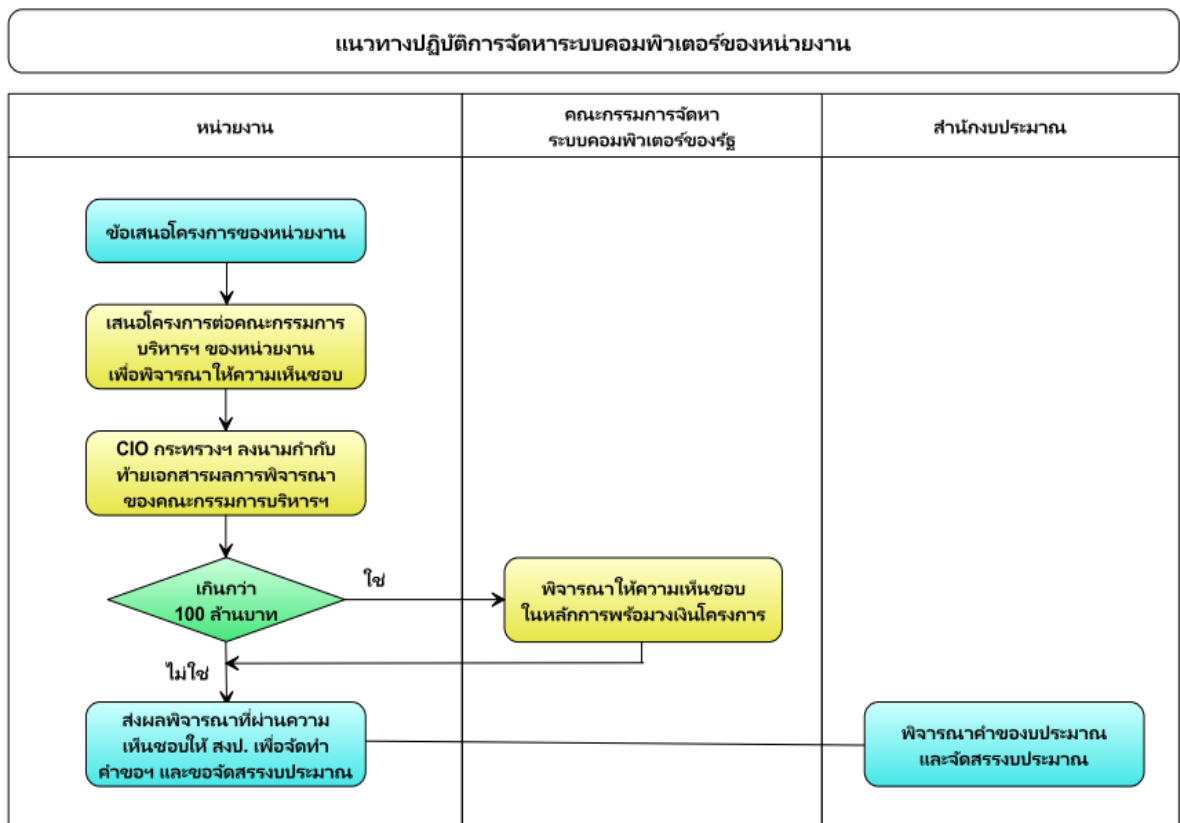 แนวทางปฏิบัติการจัดหาระบบคอมพิวเตอร์ของหน่วยงาน
หน่วยงาน
คณะกรรมการจัดหา
ระบบคอมพิวเตอร์ของรัฐ
สำนักงบประมาณ
ข้อเสนอโครงการของหน่วยงาน
เสนอโครงการต่อคณะกรรมการ
บริหารฯ ของหน่วยงาน
เพื่อพิจารณาให้ความเห็นชอบ
CIO กระทรวงฯ ลงนามกำกับ
ท้ายเอกสารผลการพิจารณา
ของคณะกรรมการบริหารฯ
เกินกว่า
100 ล้านบาท
ใช่
พิจารณาให้ความเห็นชอบ
ในหลักการพร้อมวงเงินโครงการ
ไม่ใช่
ส่งผลพิจารณาที่ผ่านความ
เห็นชอบให้ สงป. เพื่อจัดทำ
คำขอฯ และขอจัดสรรงบประมาณ
พิจารณาคำของบประมาณ
และจัดสรรงบประมาณ